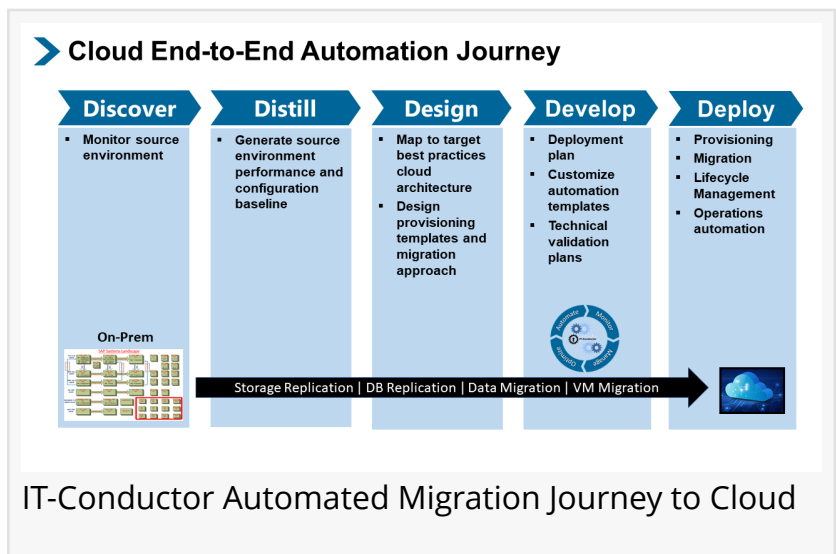 Cloud End-to-End Automation Journey
Discover
▪ Monitor source
environment
On-Prem
SAP Systems Landscape
Distill
▪ Generate source
environment
performance and
configuration
baseline
Design
▪ Map to target
best practices
cloud
architecture
▪ Design
provisioning
templates and
migration
approach
Develop
▪ Deployment
plan
▪ Customize
automation
templates
▪ Technical
validation
plans
Automate
Monitor
Manage
Optimize
Deploy
▪ Provisioning
▪ Migration
▪ Lifecycle
Management
▪ Operations
automation
Storage Replication | DB Replication | Data Migration | VM Migration
IT-Conductor Automated Migration Journey to Cloud